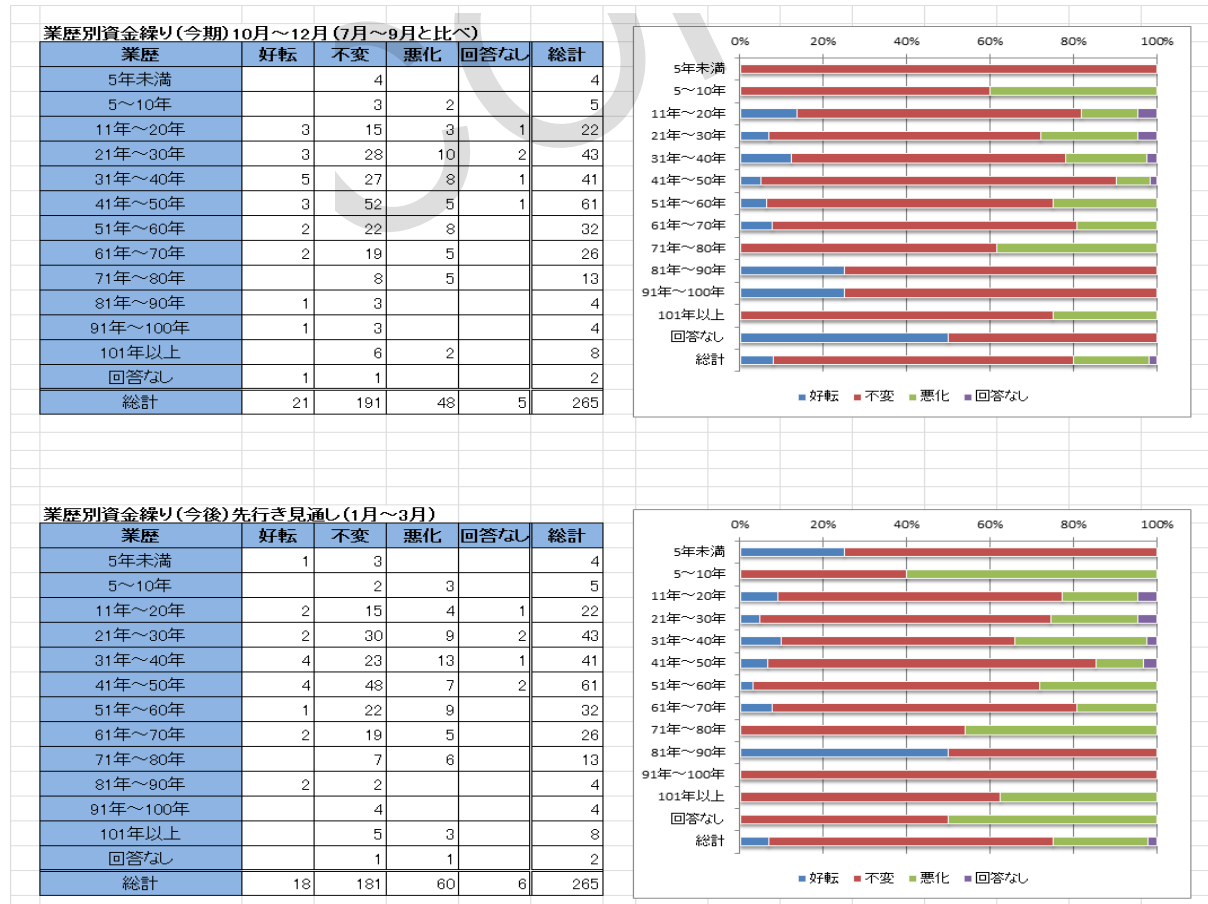 業歴別資金繰り(今期)10月～12月(7月～9月と比べ)
業歴 好転 不変 悪化 回答なし 総計
5年未満 4 4
5～10年 3 2 5
11年～20年 3 15 3 1 22
21年～30年 3 28 10 2 43
31年～40年 5 27 8 1 41
41年～50年 3 52 5 1 61
51年～60年 2 22 8 32
61年～70年 2 19 5 26
71年～80年 8 5 13
81年～90年 1 3 4
91年～100年 1 3 4
101年以上 6 2 8
回答なし 1 1 2
総計 21 191 48 5 265
0% 20% 40% 60% 80% 100%
5年未満
5～10年
11年～20年
21年～30年
31年～40年
41年～50年
51年～60年
61年～70年
71年～80年
81年～90年
91年～100年
101年以上
回答なし
総計
好転 不変 悪化 回答なし
業歴別資金繰り(今後)先行き見通し(1月～3月)
業歴 好転 不変 悪化 回答なし 総計
5年未満 1 3 4
5～10年 2 3 5
11年～20年 2 15 4 1 22
21年～30年 2 30 9 2 43
31年～40年 4 23 13 1 41
41年～50年 4 48 7 2 61
51年～60年 1 22 9 32
61年～70年 2 19 5 26
71年～80年 7 6 13
81年～90年 2 2 4
91年～100年 4 4
101年以上 5 3 8
回答なし 1 1 2
総計 18 181 60 6 265
0% 20% 40% 60% 80% 100%
5年未満
5～10年
11年～20年
21年～30年
31年～40年
41年～50年
51年～60年
61年～70年
71年～80年
81年～90年
91年～100年
101年以上
回答なし
総計
好転 不変 悪化 回答なし